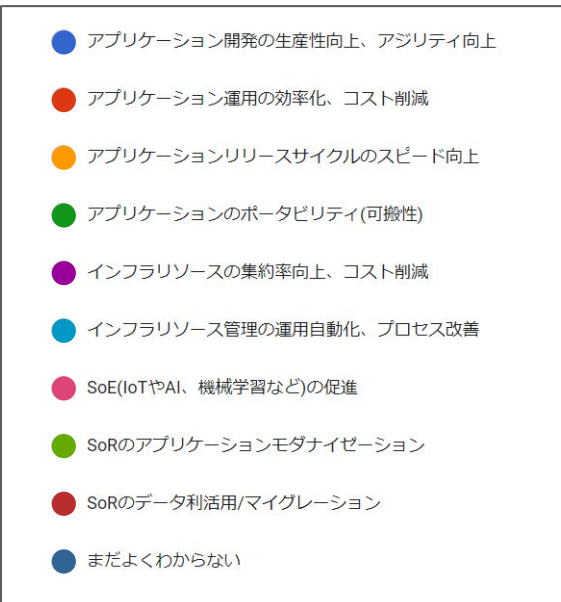 アプリケーション開発の生産性向上、アジリティ向上
アプリケーション運用の効率化、コスト削減
アプリケーションリリースサイクルのスピード向上
アプリケーションのポータビリティ(可搬性)
インフラリソースの集約率向上、コスト削減
インフラリソース管理の運用自動化、プロセス改善
SoE(IoTやAI、機械学習など)の促進
SoRのアプリケーションモダナイゼーション
SoRのデータ利活用/マイグレーション
まだよくわからない